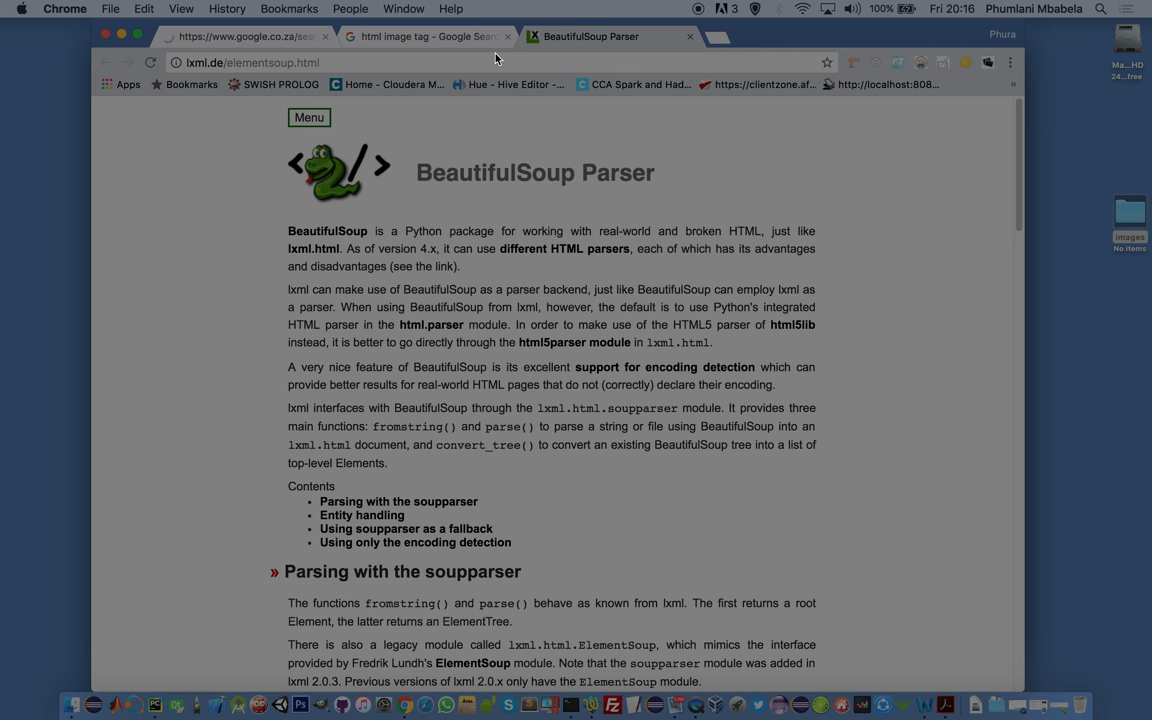 Chrome File Edit View History Bookmarks People Window Help 3 100% Fri 20:16 Phumlani Mbabela
https://www.google.co.za/sea html image tag - Google Searc BeautifulSoup Parser Phura
lxml.de/elementsoup.html
Apps Bookmarks SWISH PROLOG Home - Cloudera M... Hue - Hive Editor -... CCA Spark and Had... https://clientzone.af... http://localhost:808... »
Ma...HD
24...free
images
No items
Menu
BeautifulSoup Parser
BeautifulSoup is a Python package for working with real-world and broken HTML, just like
lxml.html. As of version 4.x, it can use different HTML parsers, each of which has its advantages
and disadvantages (see the link).
lxml can make use of BeautifulSoup as a parser backend, just like BeautifulSoup can employ lxml as
a parser. When using BeautifulSoup from lxml, however, the default is to use Python's integrated
HTML parser in the html.parser module. In order to make use of the HTML5 parser of html5lib
instead, it is better to go directly through the html5parser module in lxml.html.
A very nice feature of BeautifulSoup is its excellent support for encoding detection which can
provide better results for real-world HTML pages that do not (correctly) declare their encoding.
lxml interfaces with BeautifulSoup through the lxml.html.soupparser module. It provides three
main functions: fromstring() and parse() to parse a string or file using BeautifulSoup into an
lxml.html document, and convert_tree() to convert an existing BeautifulSoup tree into a list of
top-level Elements.
Contents
• Parsing with the soupparser
• Entity handling
• Using soupparser as a fallback
• Using only the encoding detection
» Parsing with the soupparser
The functions fromstring() and parse() behave as known from lxml. The first returns a root
Element, the latter returns an ElementTree.
There is also a legacy module called lxml.html.ElementSoup, which mimics the interface
provided by Fredrik Lundh's ElementSoup module. Note that the soupparser module was added in
lxml 2.0.3. Previous versions of lxml 2.0.x only have the ElementSoup module.